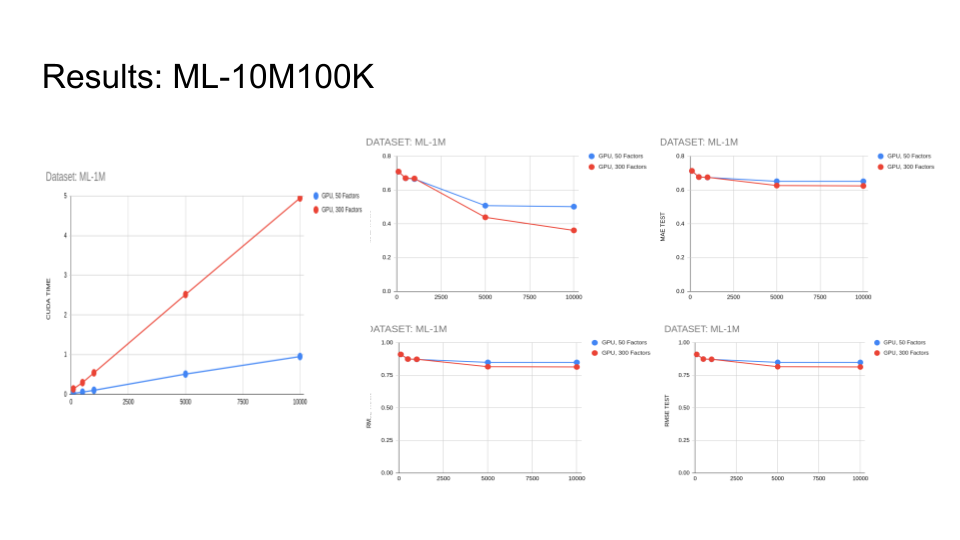 Results: ML-10M100K
Dataset: ML-1M
GPU, 50 Factors
GPU, 300 Factors
CUDA TIME
5
4
3
2
1
0
0 2500 5000 7500 10000
DATASET: ML-1M
GPU, 50 Factors
GPU, 300 Factors
0.8
0.6
0.4
0.2
0.0
0 2500 5000 7500 10000
DATASET: ML-1M
GPU, 50 Factors
GPU, 300 Factors
MAE TEST
0.8
0.6
0.4
0.2
0.0
0 2500 5000 7500 10000
DATASET: ML-1M
GPU, 50 Factors
GPU, 300 Factors
1.00
0.75
0.50
0.25
0.00
0 2500 5000 7500 10000
DATASET: ML-1M
GPU, 50 Factors
GPU, 300 Factors
RMSE TEST
1.00
0.75
0.50
0.25
0.00
0 2500 5000 7500 10000